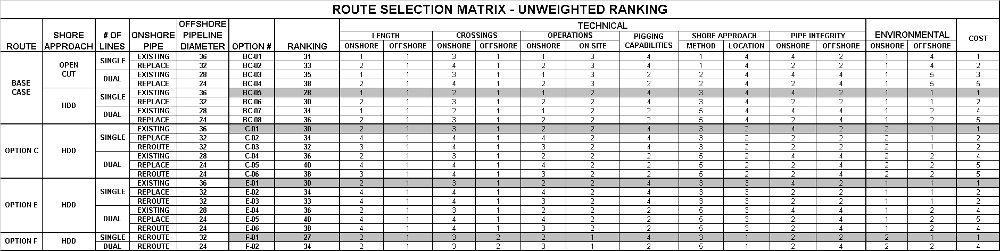 ROUTE SELECTION MATRIX - UNWEIGHTED RANKING
ROUTE SHORE APPROACH # OF LINES ONSHORE PIPE OFFSHORE PIPELINE DIAMETER OPTION # RANKING TECHNICAL ENVIRONMENTAL COST
LENGTH CROSSINGS OPERATIONS PIGGING CAPABILITIES SHORE APPROACH PIPE INTEGRITY
ONSHORE OFFSHORE ONSHORE OFFSHORE ONSHORE ON-SITE METHOD LOCATION ONSHORE OFFSHORE ONSHORE OFFSHORE
BASE CASE OPEN CUT SINGLE EXISTING 36 BC-01 31 1 1 3 1 1 3 4 1 4 4 2 1 4 1
REPLACE 32 BC-02 33 2 1 4 1 2 3 4 1 4 2 2 1 4 2
DUAL EXISTING 28 BC-03 35 1 1 3 1 1 3 2 2 4 4 4 1 5 3
REPLACE 24 BC-04 38 2 1 4 1 2 3 2 2 4 2 4 1 5 5
HDD SINGLE EXISTING 36 BC-05 28 1 1 2 1 1 2 4 3 4 4 2 1 1 1
REPLACE 32 BC-06 30 2 1 3 1 2 2 4 3 4 2 2 1 1 2
DUAL EXISTING 28 BC-07 34 1 1 2 1 1 2 2 5 4 4 4 1 2 4
REPLACE 24 BC-08 36 2 1 3 1 2 2 2 5 4 2 4 1 2 5
OPTION C HDD SINGLE EXISTING 36 C-01 30 2 1 3 1 2 2 4 3 2 4 2 2 1 1
REPLACE 32 C-02 34 4 1 4 1 4 2 4 3 2 2 2 2 1 2
REROUTE 32 C-03 32 3 1 4 1 3 2 4 3 2 2 2 2 1 2
DUAL EXISTING 28 C-04 36 2 1 3 1 2 2 2 5 2 4 4 2 2 4
REPLACE 24 C-05 40 4 1 4 1 4 2 2 5 2 2 4 2 2 5
REROUTE 24 C-06 38 3 1 4 1 3 2 2 5 2 2 4 2 2 5
OPTION E HDD SINGLE EXISTING 36 E-01 30 2 1 3 1 2 2 4 3 3 4 2 1 1 1
REPLACE 32 E-02 34 4 1 4 1 4 2 4 3 3 2 2 1 1 2
REROUTE 32 E-03 33 4 1 4 1 3 2 4 3 3 2 2 1 1 2
DUAL EXISTING 28 E-04 36 2 1 3 1 2 2 2 5 3 4 4 1 2 4
REPLACE 24 E-05 40 4 1 4 1 4 2 2 5 3 2 4 1 2 5
REROUTE 24 E-06 38 4 1 4 1 3 2 2 5 3 2 4 1 2 4
OPTION F HDD SINGLE REROUTE 32 F-01 27 2 1 3 2 2 1 4 3 1 2 2 2 1 1
DUAL REROUTE 24 F-02 34 2 1 3 2 3 1 2 5 1 2 4 2 2 4